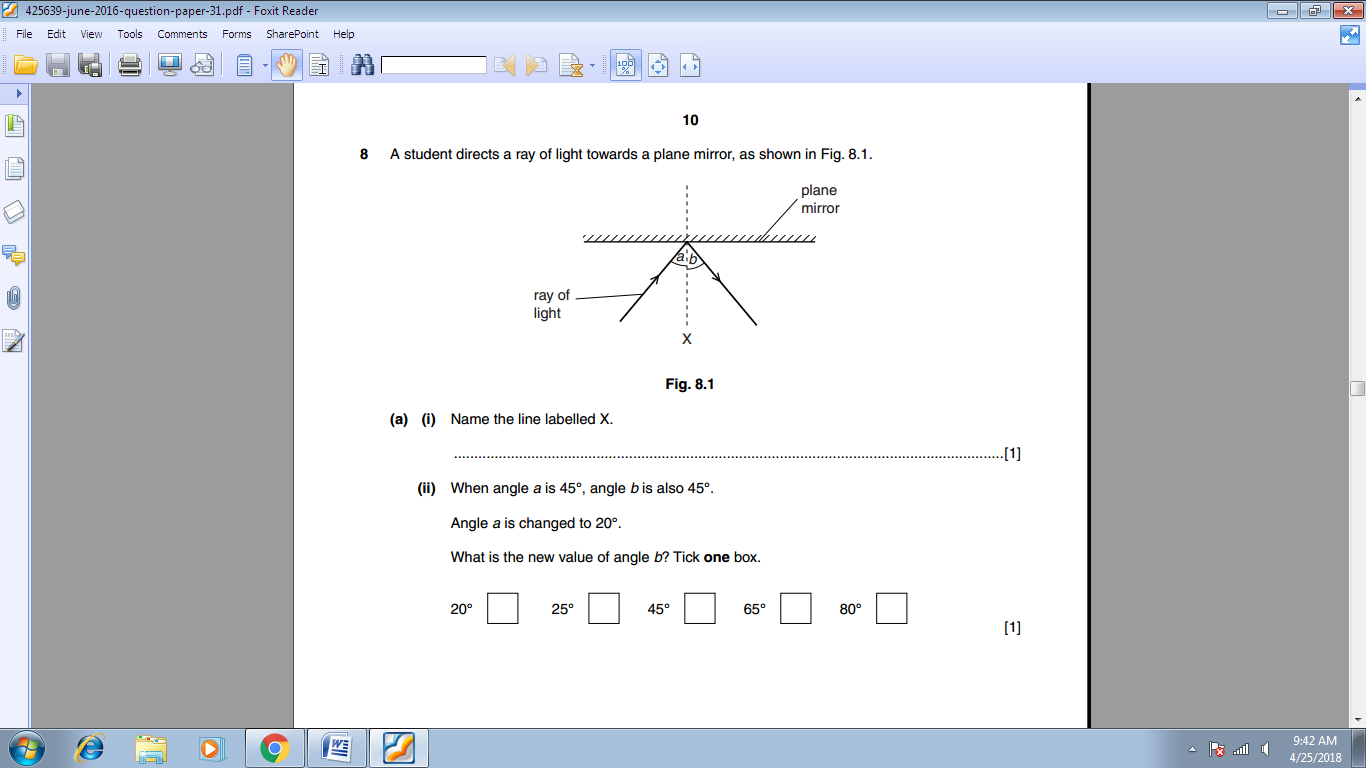 425639-june-2016-question-paper-31.pdf - Foxit Reader
File Edit View Tools Comments Forms SharePoint Help
10
8 A student directs a ray of light towards a plane mirror, as shown in Fig. 8.1.
plane
mirror
a b
ray of
light
X
Fig. 8.1
(a) (i) Name the line labelled X.
....................................................................................................................................[1]
(ii) When angle a is 45°, angle b is also 45°.
Angle a is changed to 20°.
What is the new value of angle b? Tick one box.
20° 25° 45° 65° 80°
[1]
9:42 AM
4/25/2018